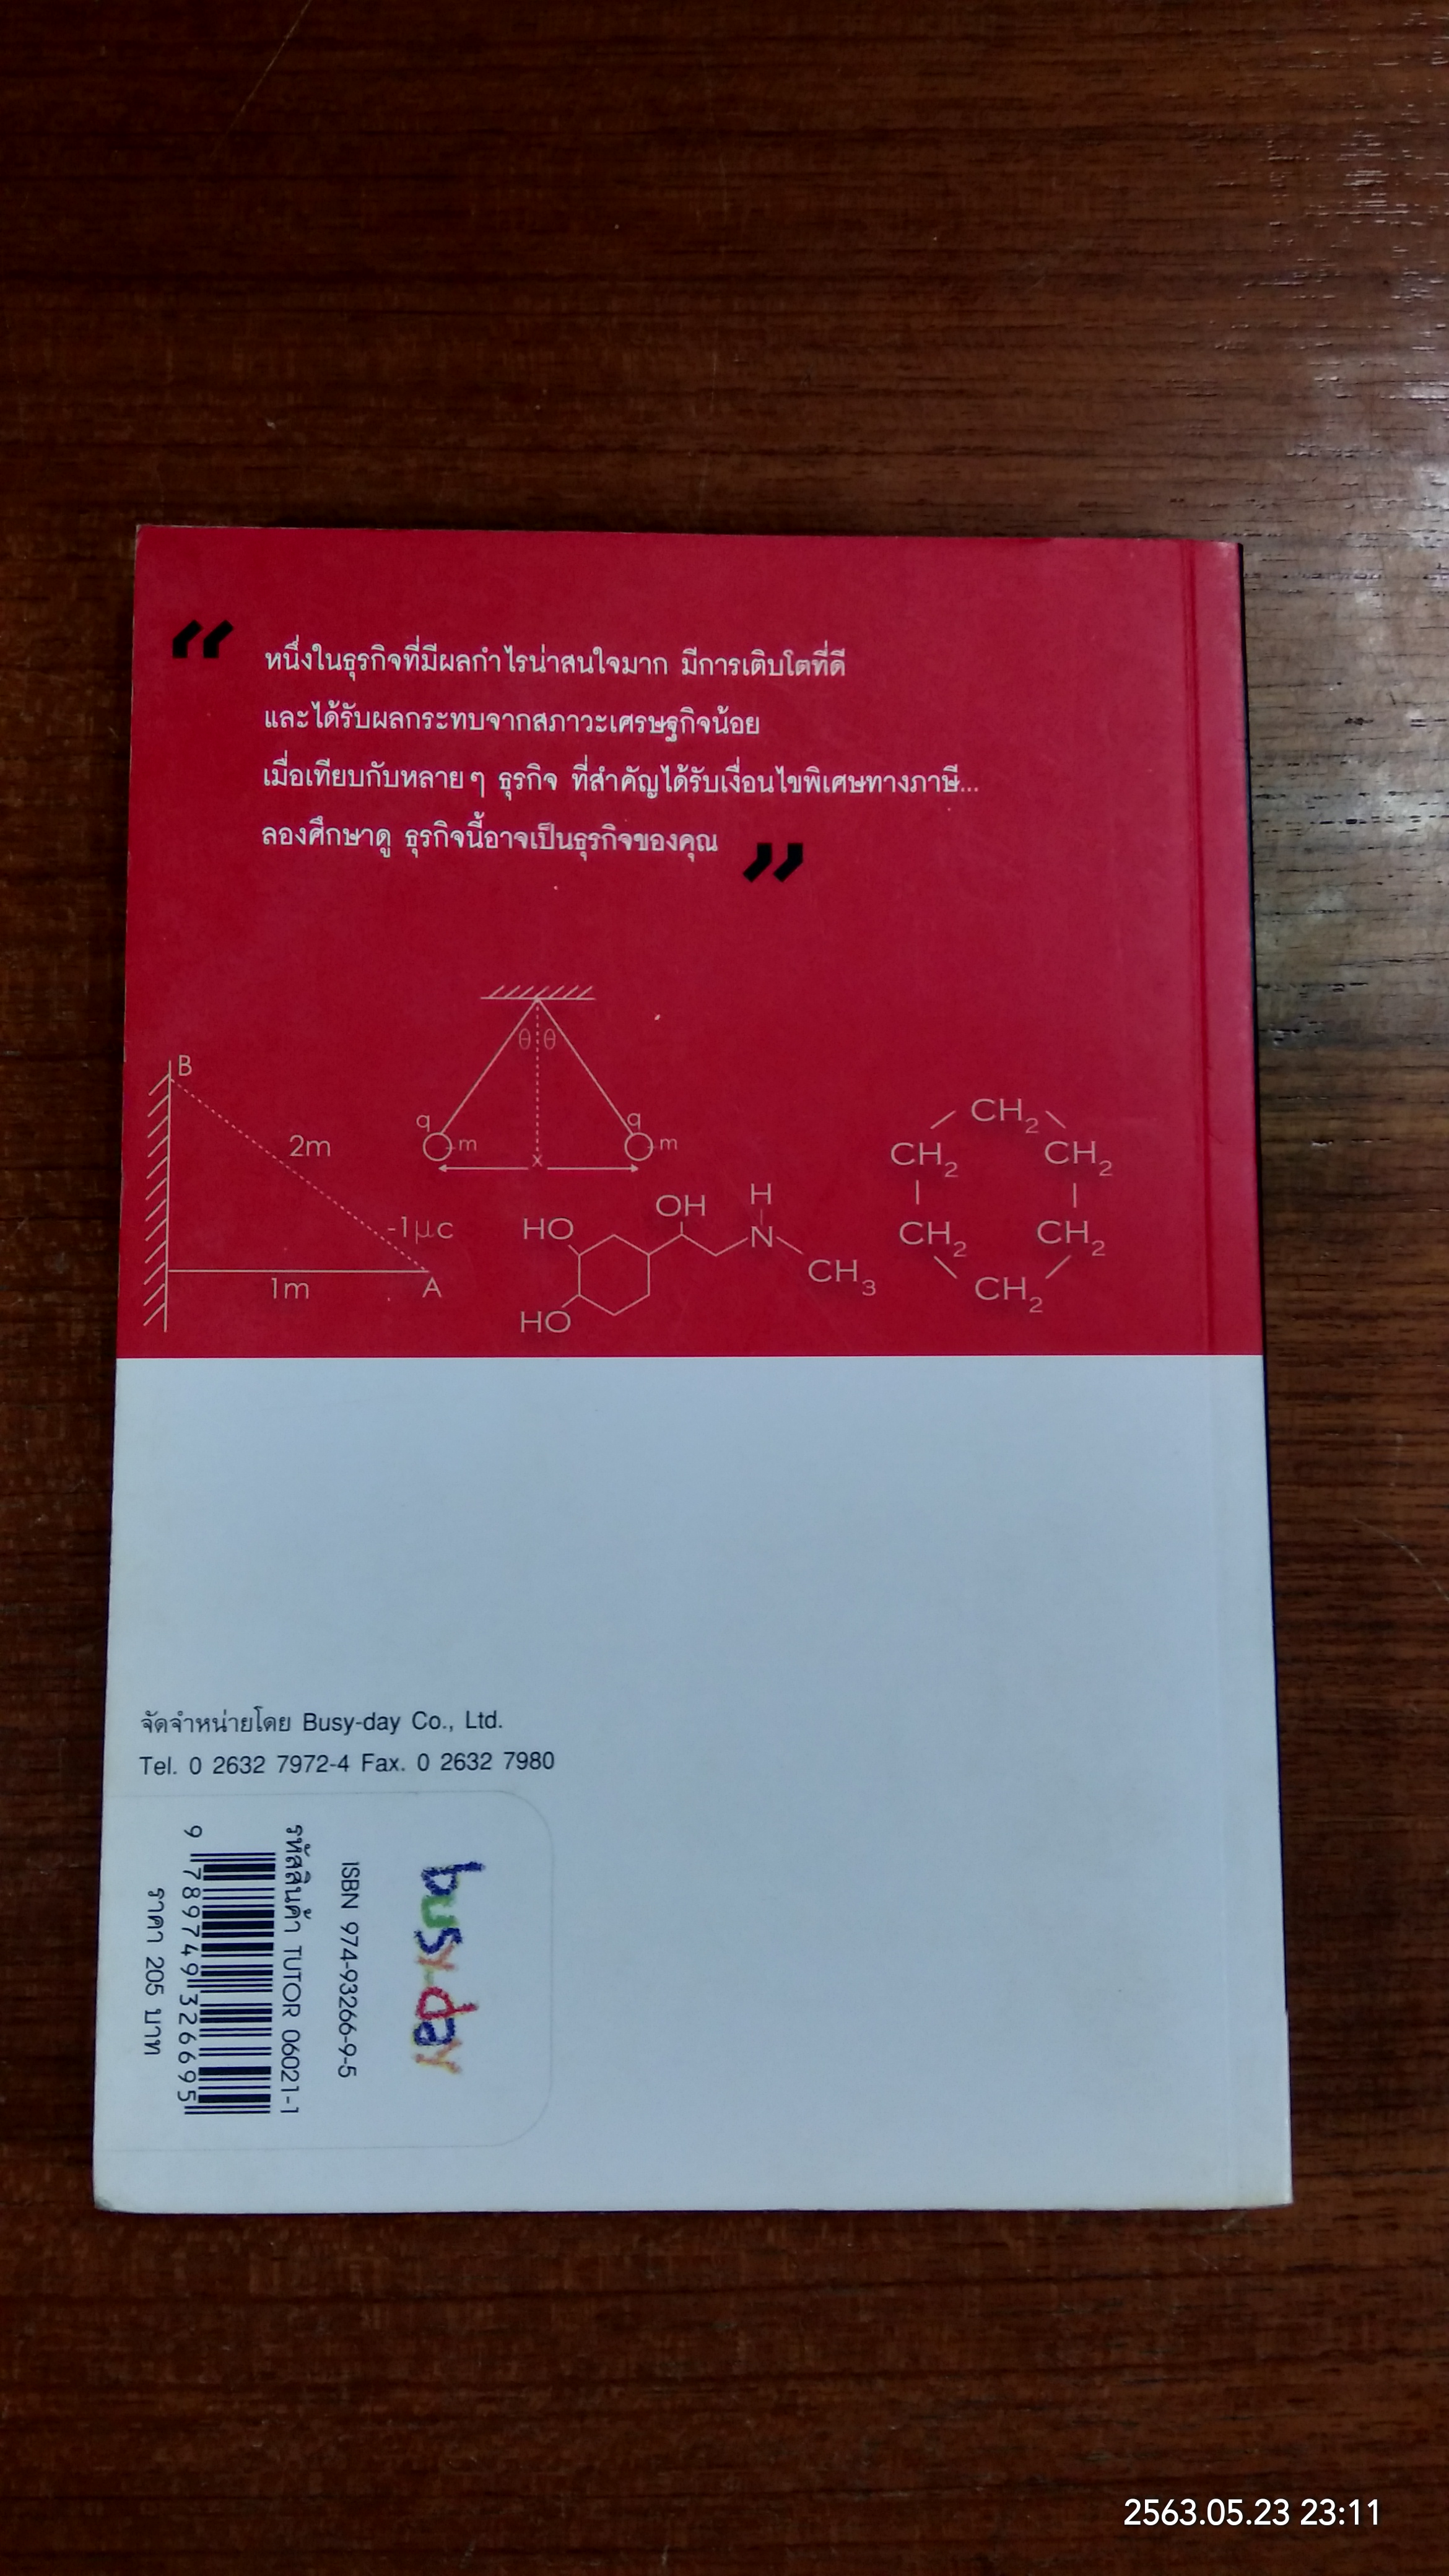 “ หนึ่งในธุรกิจที่มีผลกำไรน่าสนใจมาก มีการเติบโตที่ดี
และได้รับผลกระทบจากสภาวะเศรษฐกิจน้อย
เมื่อเทียบกับหลายๆ ธุรกิจ ที่สำคัญได้รับเงื่อนไขพิเศษทางภาษี...
ลองศึกษาดู ธุรกิจนี้อาจเป็นธุรกิจของคุณ ”
B
2m
-1μc
1m
A
θ θ
q
m
q
m
x
HO
OH
H
N
CH3
HO
CH2
CH2
CH2
CH2
CH2
CH2
จัดจำหน่ายโดย Busy-day Co., Ltd.
Tel. 0 2632 7972-4 Fax. 0 2632 7980
busy-day
ISBN 974-93266-9-5
รหัสสินค้า TUTOR 06021-1
9 789749 326695
ราคา 205 บาท
2563.05.23 23:11